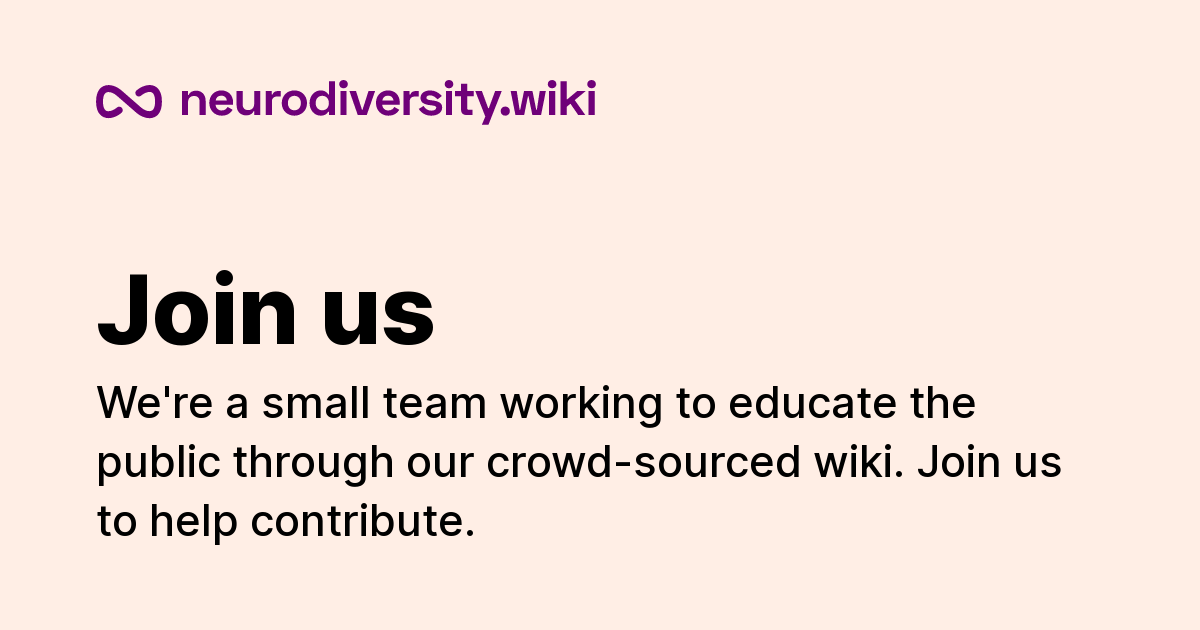 neurodiversity.wiki
Join us
We're a small team working to educate the
public through our crowd-sourced wiki. Join us
to help contribute.